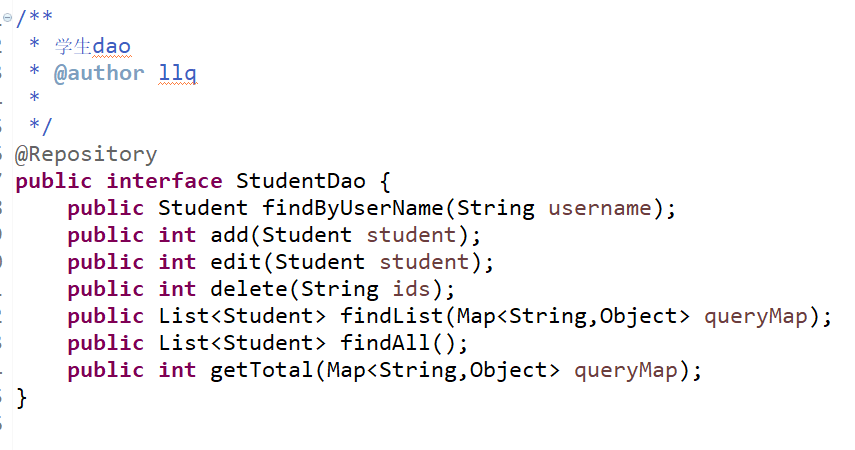 /**
 * 学生dao
 * @author llq
 *
 */
@Repository
public interface StudentDao {
    public Student findByUserName(String username);
    public int add(Student student);
    public int edit(Student student);
    public int delete(String ids);
    public List<Student> findList(Map<String,Object> queryMap);
    public List<Student> findAll();
    public int getTotal(Map<String,Object> queryMap);
}